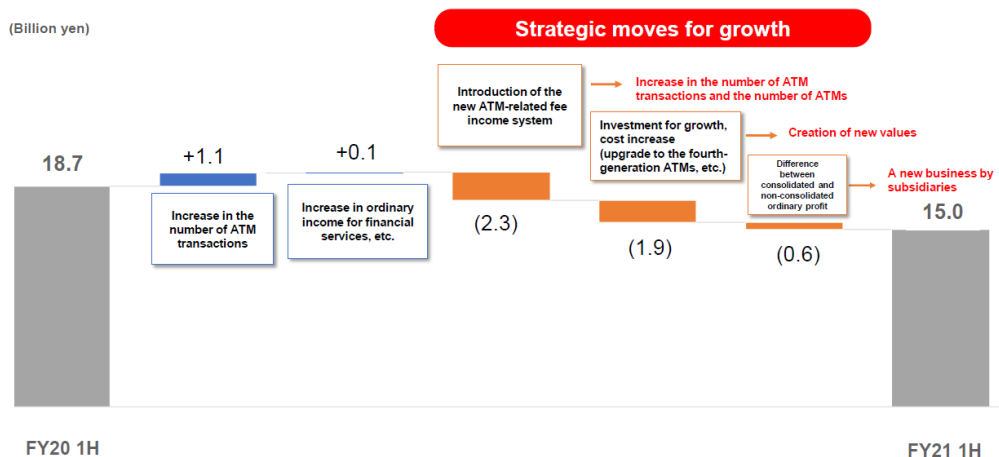 (Billion yen)
Strategic moves for growth
Introduction of the
new ATM-related fee
income system
Increase in the number of ATM
transactions and the number of ATMs
Investment for growth,
cost increase
(upgrade to the fourth-
generation ATMs, etc.)
Creation of new values
Difference
between
consolidated and
non-consolidated
ordinary profit
A new business by
subsidiaries
18.7
+1.1
+0.1
Increase in the
number of ATM
transactions
Increase in ordinary
income for financial
services, etc.
(2.3)
(1.9)
(0.6)
15.0
FY20 1H
FY21 1H